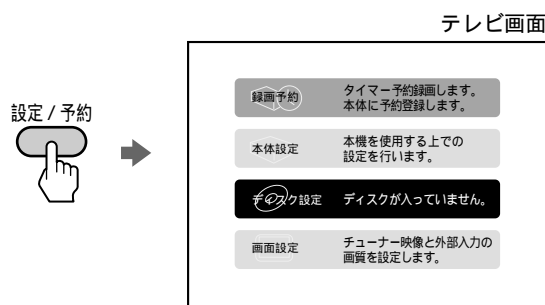 テレビ画面
設定 / 予約
録画予約
タイマー予約録画します。
本体に予約登録します。
本体設定
本機を使用する上での
設定を行います。
ディスク設定
ディスクが入っていません。
画面設定
チューナー映像と外部入力の
画質を設定します。